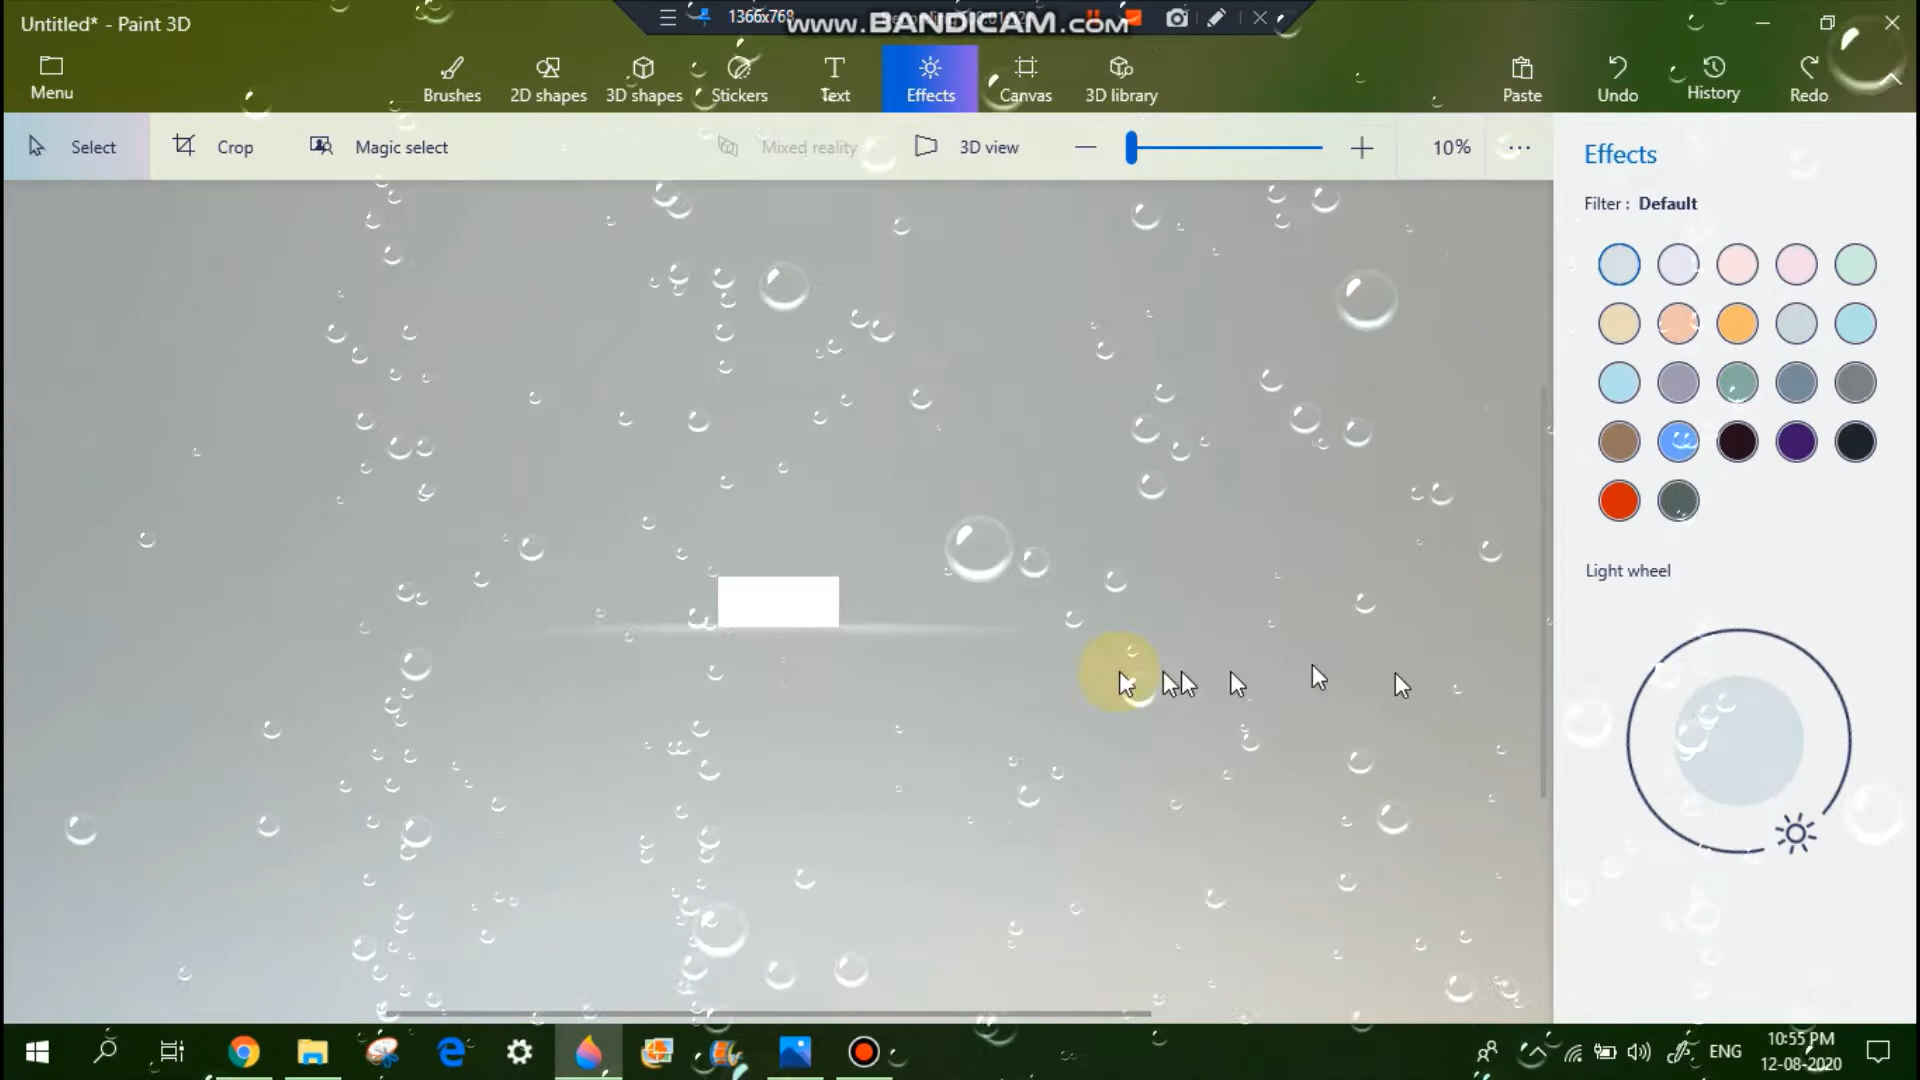 Untitled* - Paint 3D
1366x768
www.BANDICAM.com
Menu
Brushes
2D shapes
3D shapes
Stickers
Text
Effects
Canvas
3D library
Paste
Undo
History
Redo
Select
Crop
Magic select
Mixed reality
3D view
10%
Effects
Filter : Default
Light wheel
ENG
10:55 PM
12-08-2020